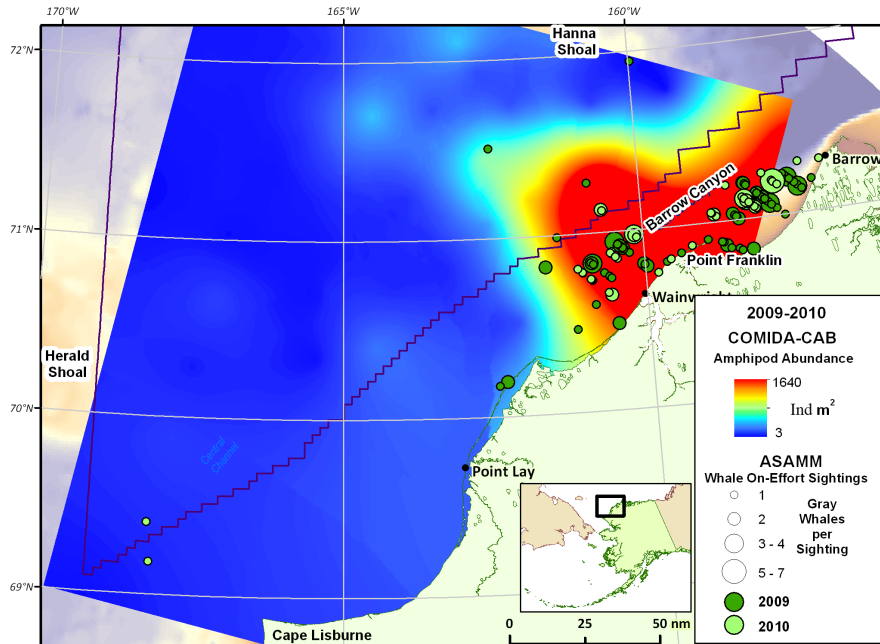 170°W
165°W
160°W
72°N
Hanna
Shoal
Barrow
Barrow Canyon
71°N
Point Franklin
Wainwright
Herald
Shoal
70°N
Central
Channel
Point Lay
69°N
Cape Lisburne
2009-2010
COMIDA-CAB
Amphipod Abundance
1640
Ind m²
3
ASAMM
Whale On-Effort Sightings
1
2
3 - 4
5 - 7
Gray
Whales
per
Sighting
2009
2010
0 25 50 nm